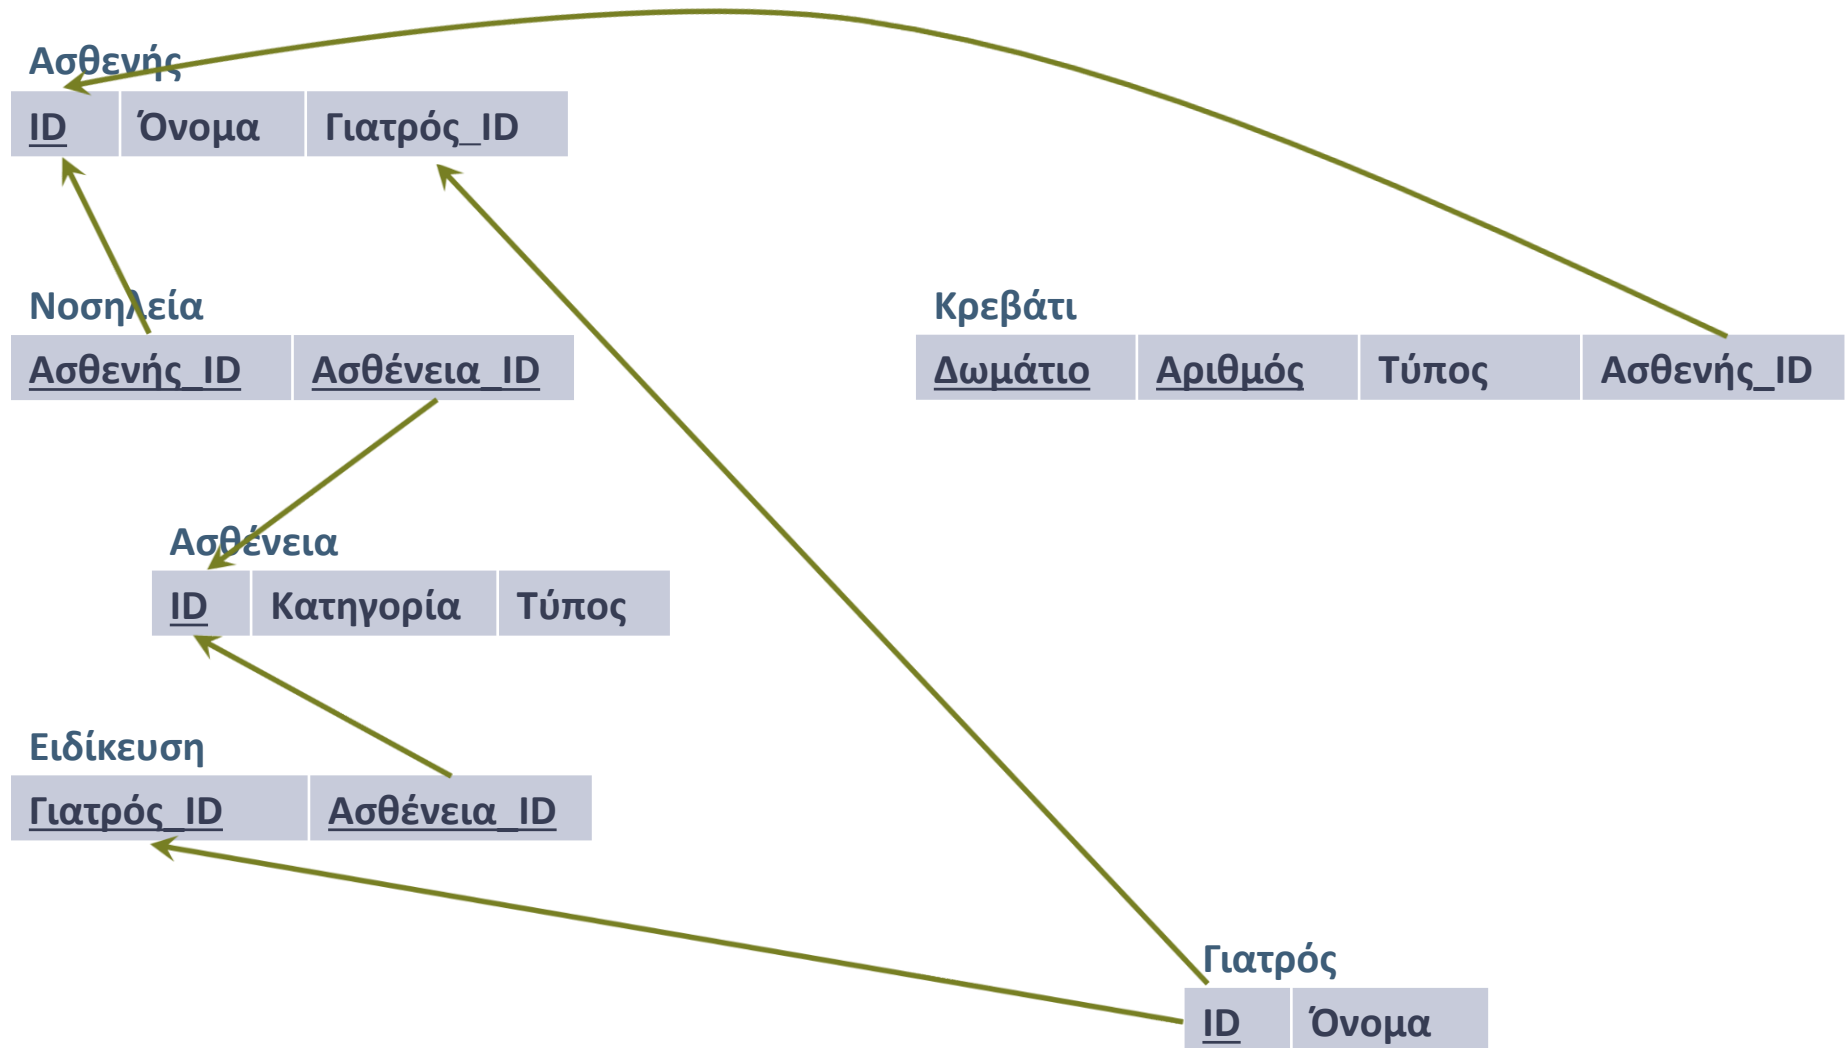 Ασθενής
ID Όνομα Γιατρός_ID
Νοσηλεία
Ασθενής_ID Ασθένεια_ID
Κρεβάτι
Δωμάτιο Αριθμός Τύπος Ασθενής_ID
Ασθένεια
ID Κατηγορία Τύπος
Ειδίκευση
Γιατρός_ID Ασθένεια_ID
Γιατρός
ID Όνομα